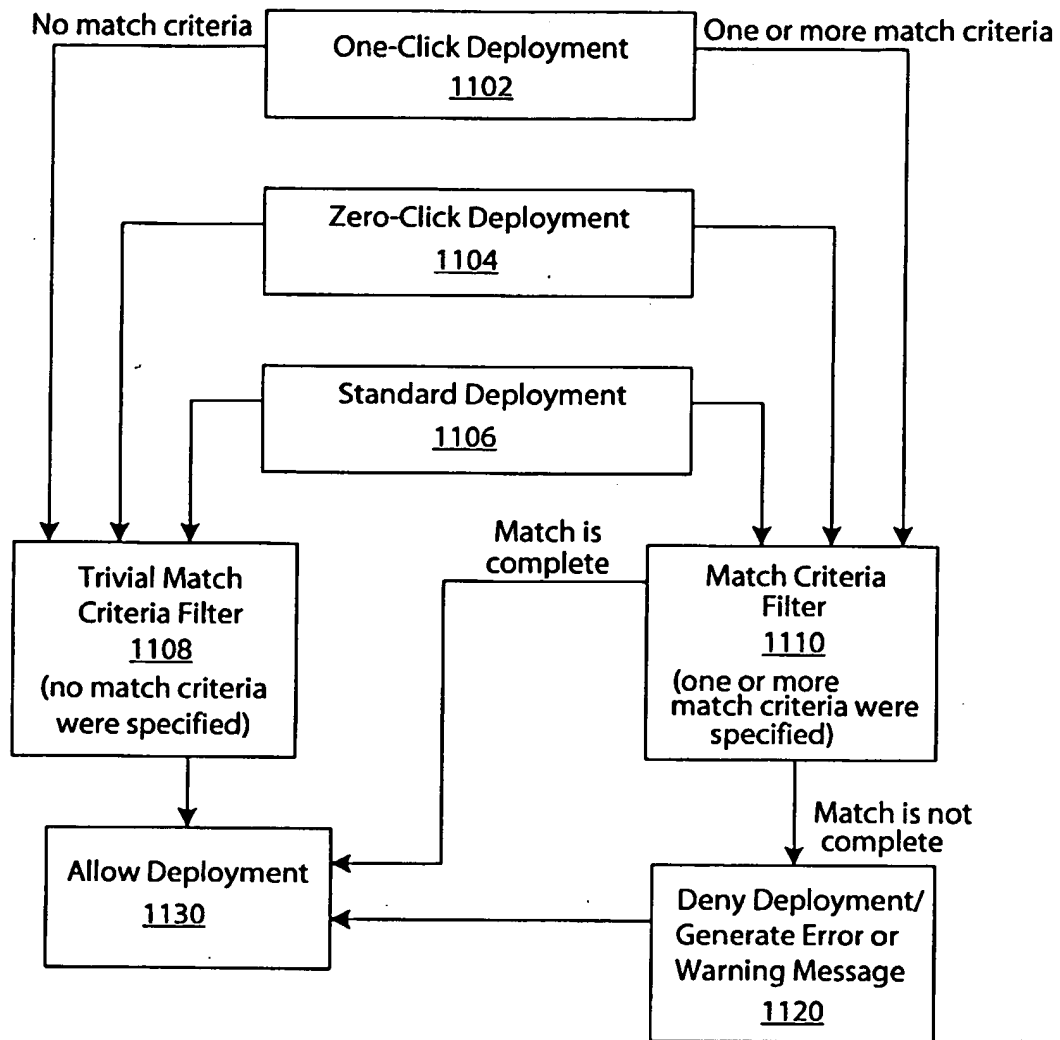 No match criteria
One-Click Deployment
1102
One or more match criteria
Zero-Click Deployment
1104
Standard Deployment
1106
Match is
complete
Trivial Match
Criteria Filter
1108
(no match criteria
were specified)
Match Criteria
Filter
1110
(one or more
match criteria were
specified)
Match is not
complete
Allow Deployment
1130
Deny Deployment/
Generate Error or
Warning Message
1120